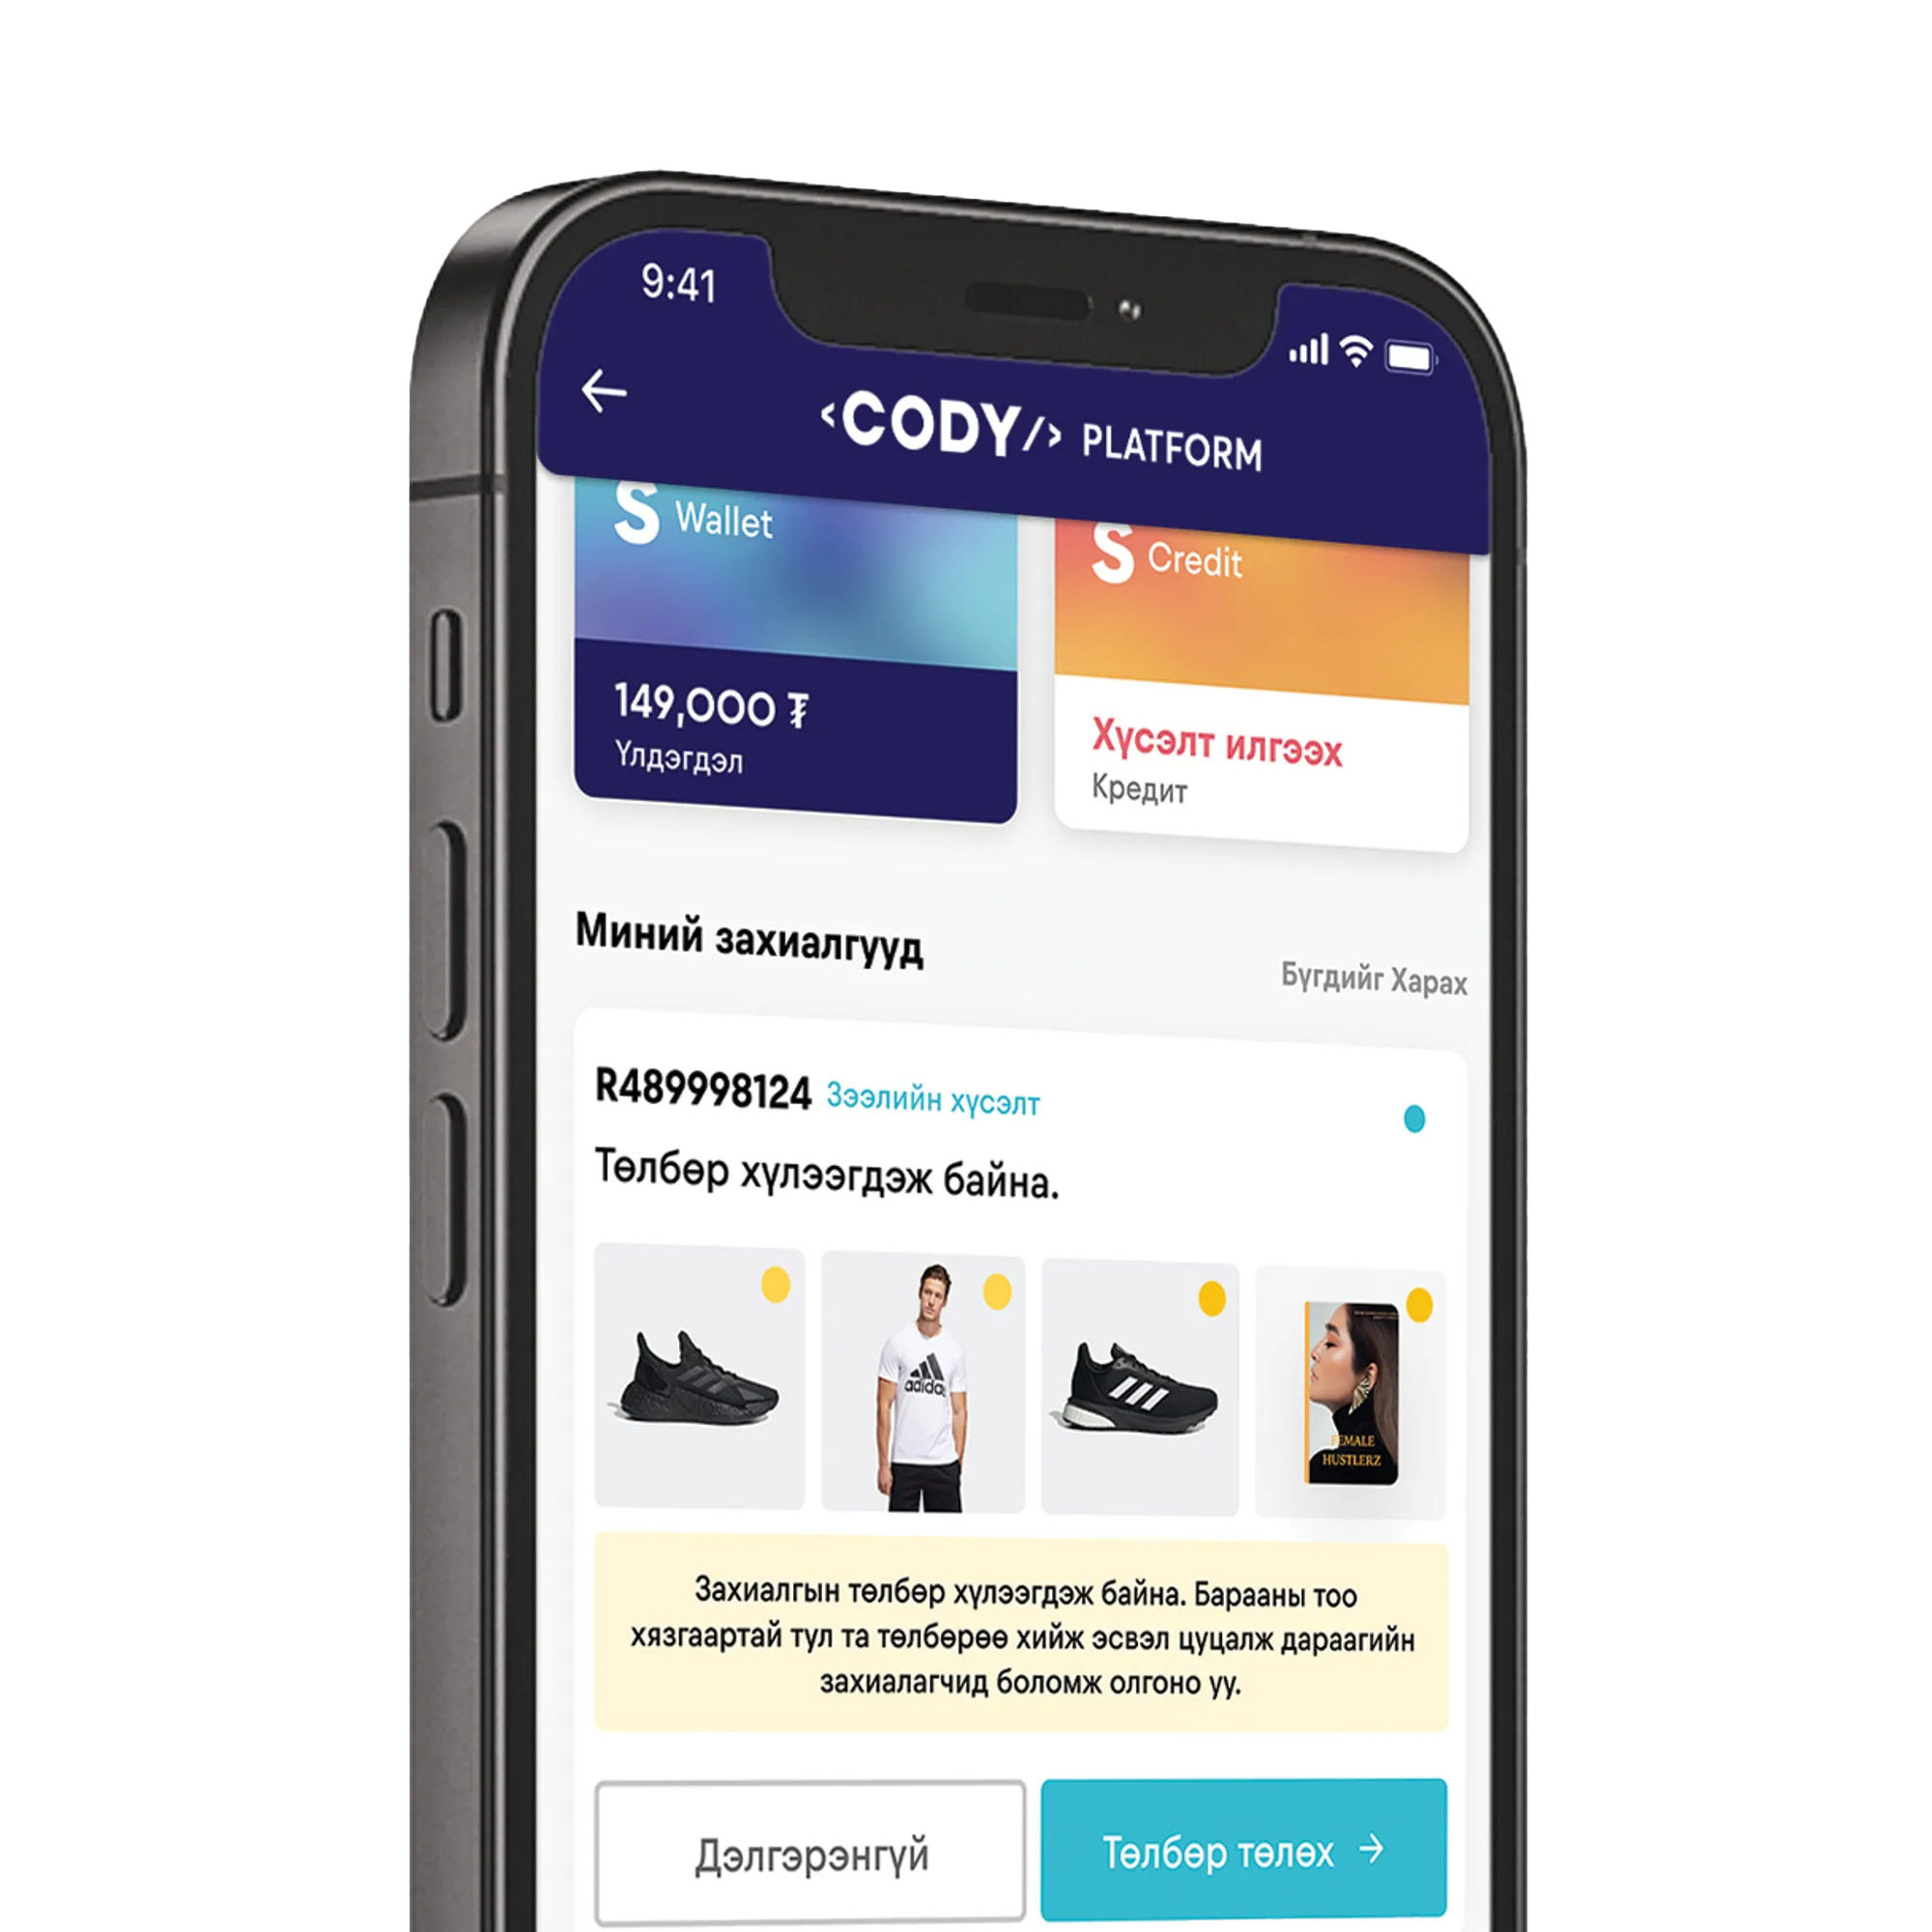 9:41
<CODY/> PLATFORM
S Wallet
S Credit
149,000 ₮
Үлдэгдэл
Хүсэлт илгээх
Кредит
Миний захиалгууд
Бүгдийг Харах
R489998124 Зээлийн хүсэлт
Төлбөр хүлээгдэж байна.
adidas
FEMALE
HUSTLERZ
Захиалгын төлбөр хүлээгдэж байна. Барааны тоо
хязгаартай тул та төлбөрөө хийж эсвэл цуцалж дараагийн
захиалагчид боломж олгоно уу.
Дэлгэрэнгүй
Төлбөр төлөх →